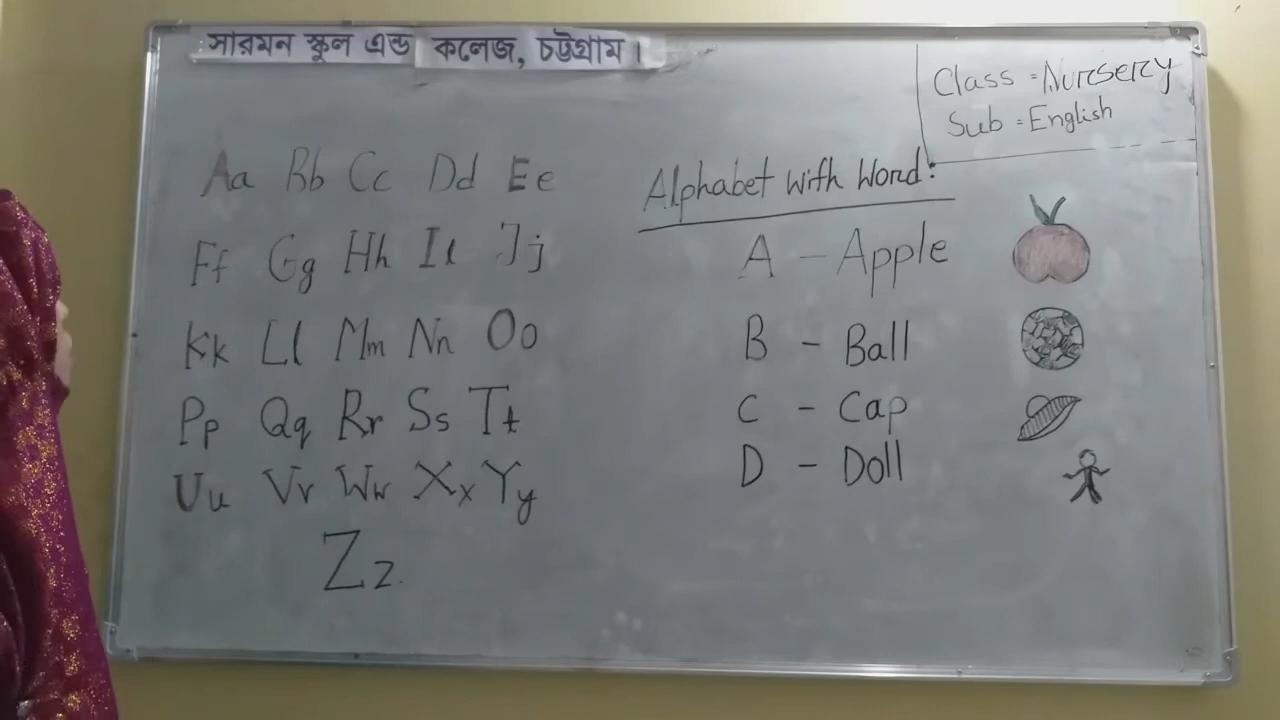 সারমন স্কুল এন্ড কলেজ, চট্টগ্রাম।
Class = Nursery
Sub = English
Aa Bb Cc Dd Ee
Ff Gg Hh Ii Jj
Kk Ll Mm Nn Oo
Pp Qq Rr Ss Tt
Uu Vv Ww Xx Yy
Zz
Alphabet with Word:
A - Apple
B - Ball
C - Cap
D - Doll